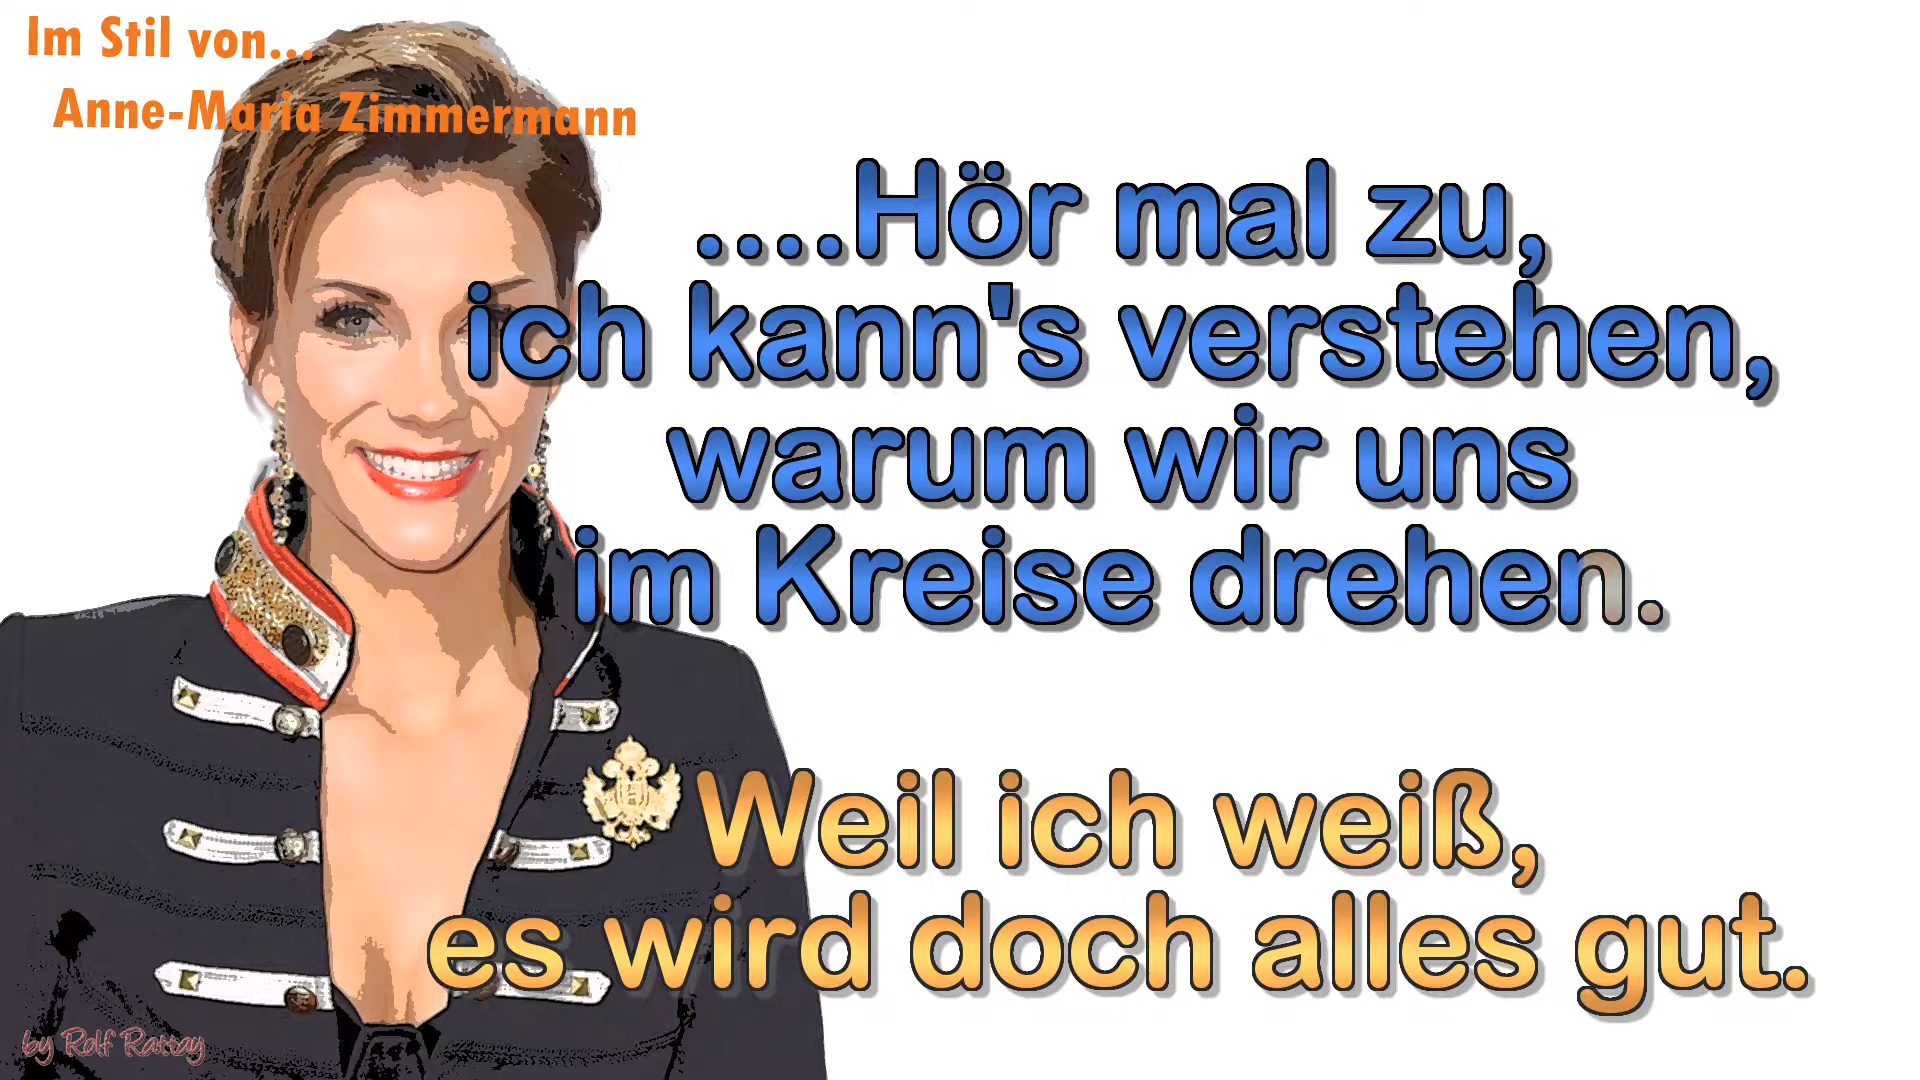 Im Stil von...
Anne-Maria Zimmermann
....Hör mal zu,
ich kann's verstehen,
warum wir uns
im Kreise drehen.
Weil ich weiß,
es wird doch alles gut.
by Rolf Rattay